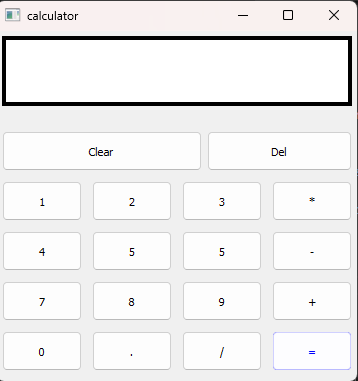 calculator
Clear Del
1 2 3 *
4 5 5 -
7 8 9 +
0 . / =